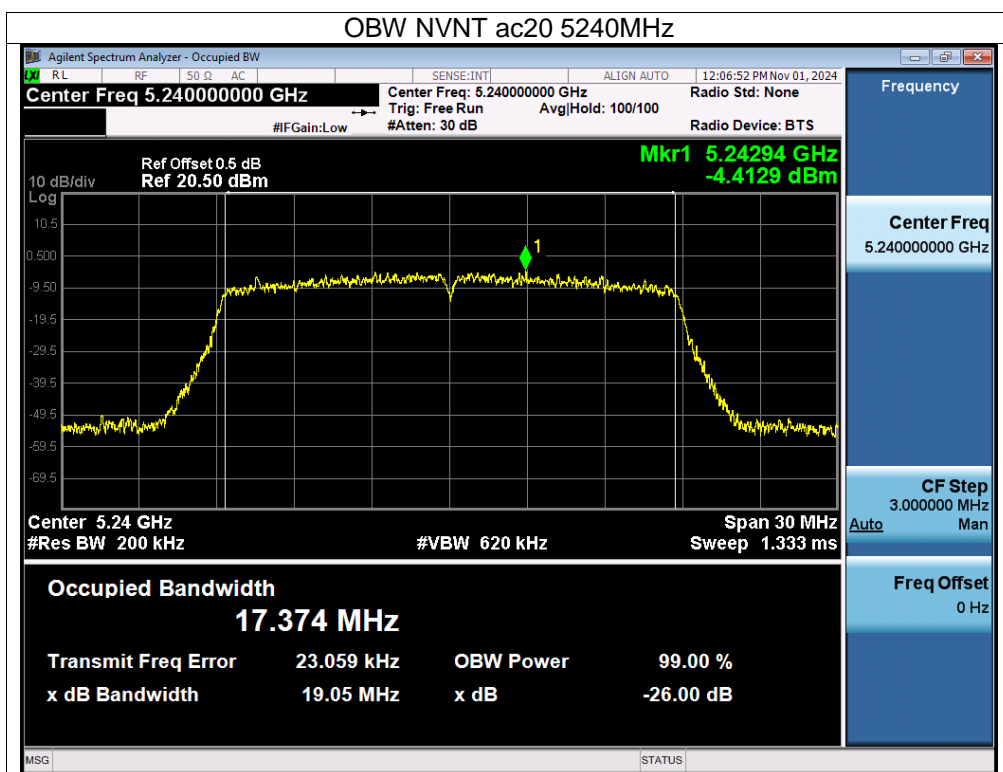 OBW NVNT ac20 5240MHz
Agilent Spectrum Analyzer - Occupied BW
LXI RL RF 50 Ω AC SENSE:INT ALIGN AUTO 12:06:52 PM Nov 01, 2024
Center Freq 5.240000000 GHz
Center Freq: 5.240000000 GHz
Radio Std: None
Trig: Free Run Avg|Hold: 100/100
#IFGain:Low
#Atten: 30 dB
Radio Device: BTS
Ref Offset 0.5 dB
Mkr1 5.24294 GHz
10 dB/div Ref 20.50 dBm
-4.4129 dBm
Log
10.5
0.500
1
-9.50
-19.5
-29.5
-39.5
-49.5
-59.5
-69.5
Center 5.24 GHz Span 30 MHz
#Res BW 200 kHz #VBW 620 kHz Sweep 1.333 ms
Occupied Bandwidth
17.374 MHz
Transmit Freq Error 23.059 kHz OBW Power 99.00 %
x dB Bandwidth 19.05 MHz x dB -26.00 dB
MSG STATUS
Frequency
Center Freq
5.240000000 GHz
CF Step
3.000000 MHz
Auto Man
Freq Offset
0 Hz